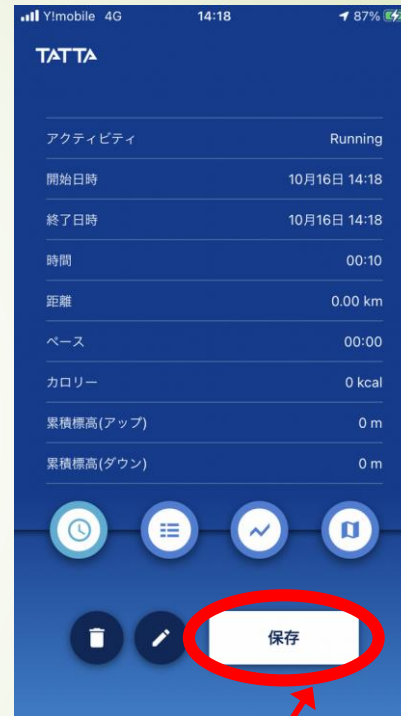 Y!mobile 4G 14:18 87%
TATTA
アクティビティ Running
開始日時 10月16日 14:18
終了日時 10月16日 14:18
時間 00:10
距離 0.00 km
ペース 00:00
カロリー 0 kcal
累積標高(アップ) 0 m
累積標高(ダウン) 0 m
保存